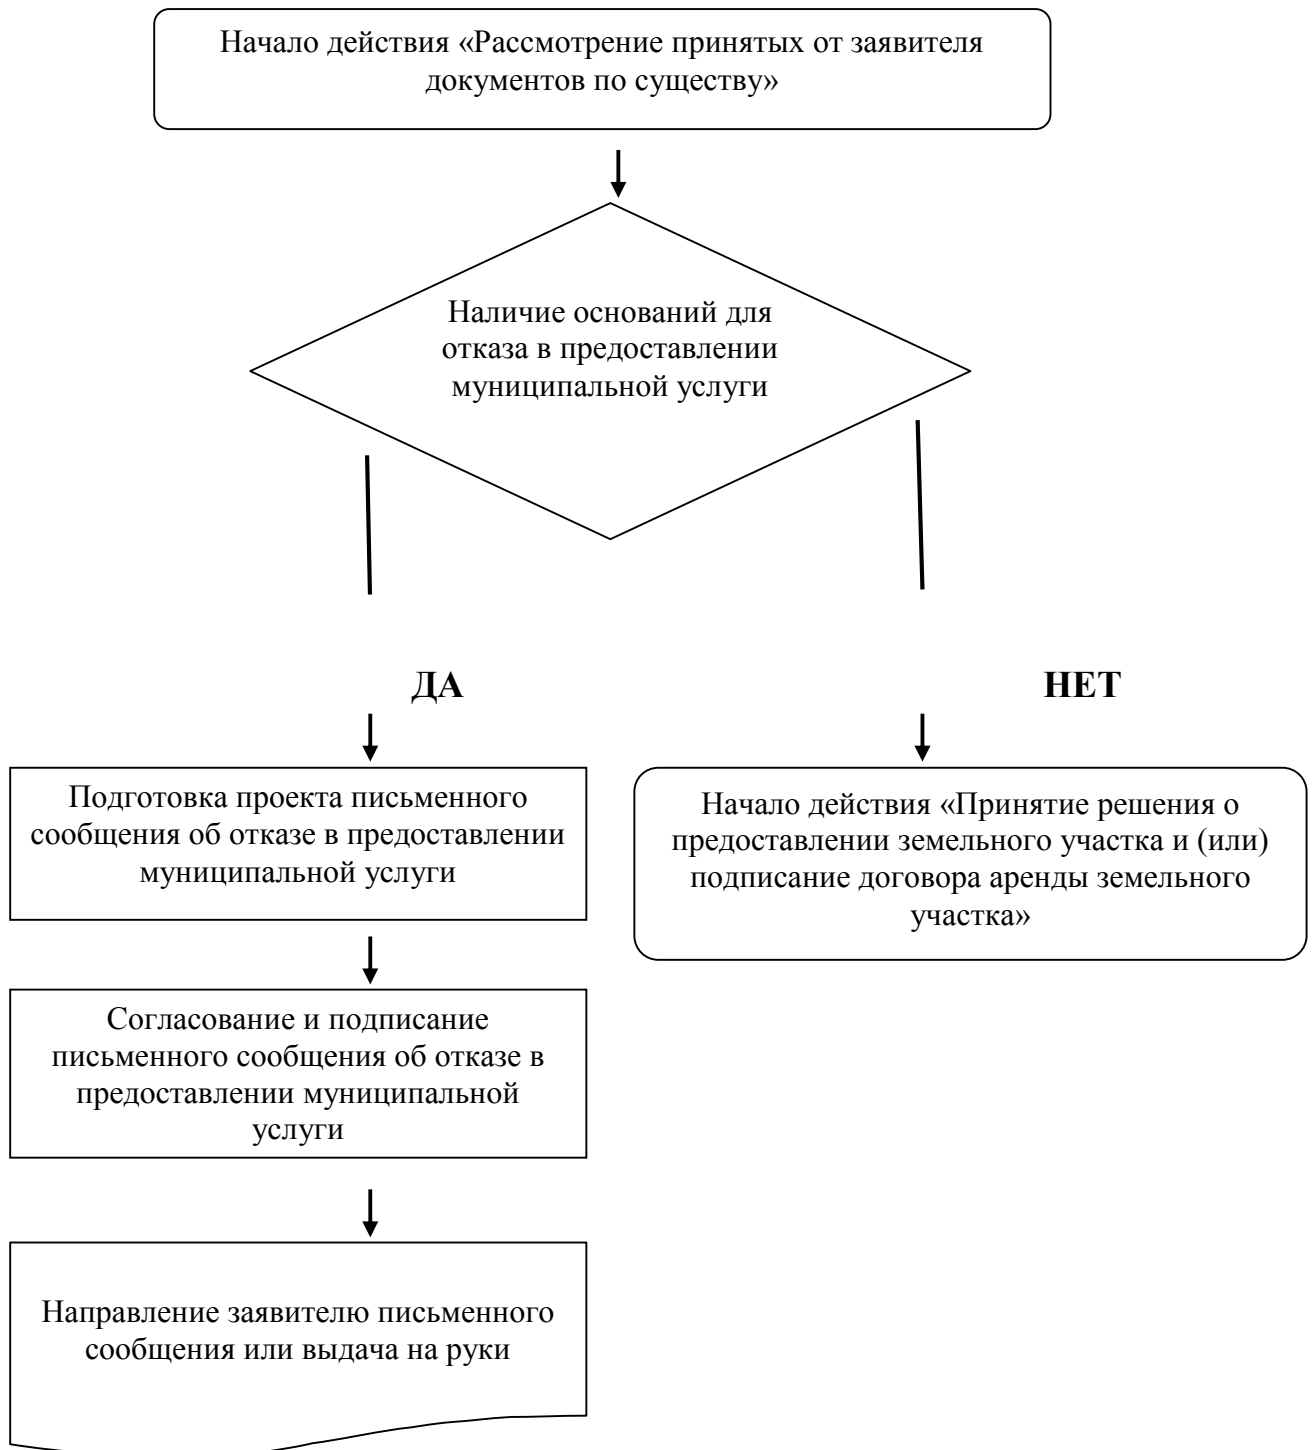 Начало действия «Рассмотрение принятых от заявителя
документов по существу»
Наличие оснований для
отказа в предоставлении
муниципальной услуги
ДА
НЕТ
Подготовка проекта письменного
сообщения об отказе в предоставлении
муниципальной услуги
Начало действия «Принятие решения о
предоставлении земельного участка и (или)
подписание договора аренды земельного
участка»
Согласование и подписание
письменного сообщения об отказе в
предоставлении муниципальной
услуги
Направление заявителю письменного
сообщения или выдача на руки